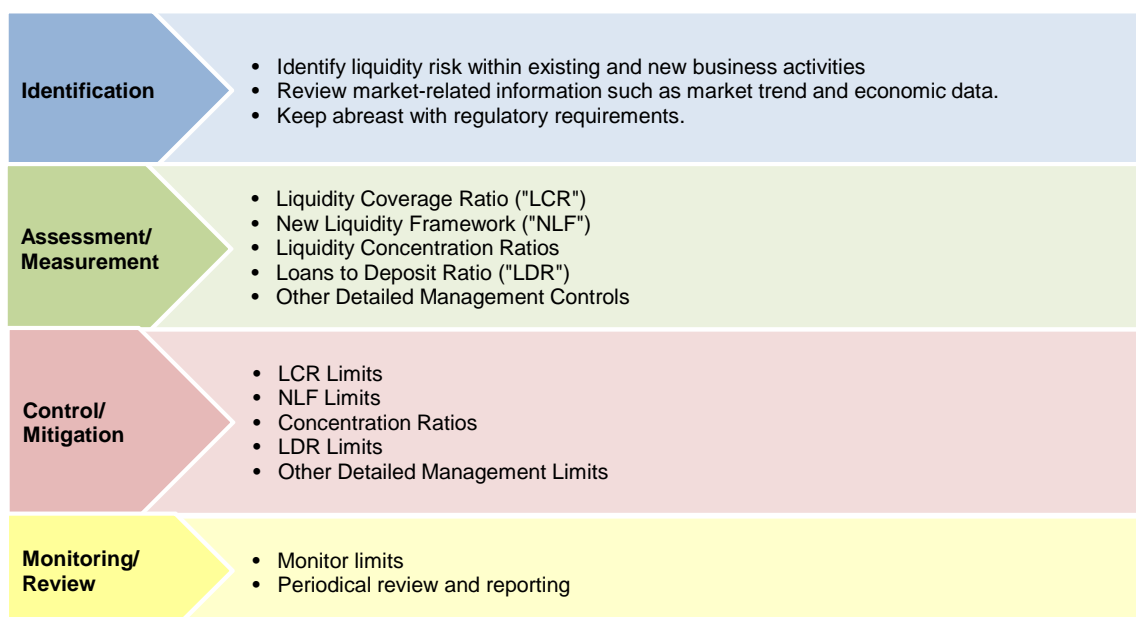 Identification
• Identify liquidity risk within existing and new business activities
• Review market-related information such as market trend and economic data.
• Keep abreast with regulatory requirements.
Assessment/
Measurement
• Liquidity Coverage Ratio ("LCR")
• New Liquidity Framework ("NLF")
• Liquidity Concentration Ratios
• Loans to Deposit Ratio ("LDR")
• Other Detailed Management Controls
Control/
Mitigation
• LCR Limits
• NLF Limits
• Concentration Ratios
• LDR Limits
• Other Detailed Management Limits
Monitoring/
Review
• Monitor limits
• Periodical review and reporting